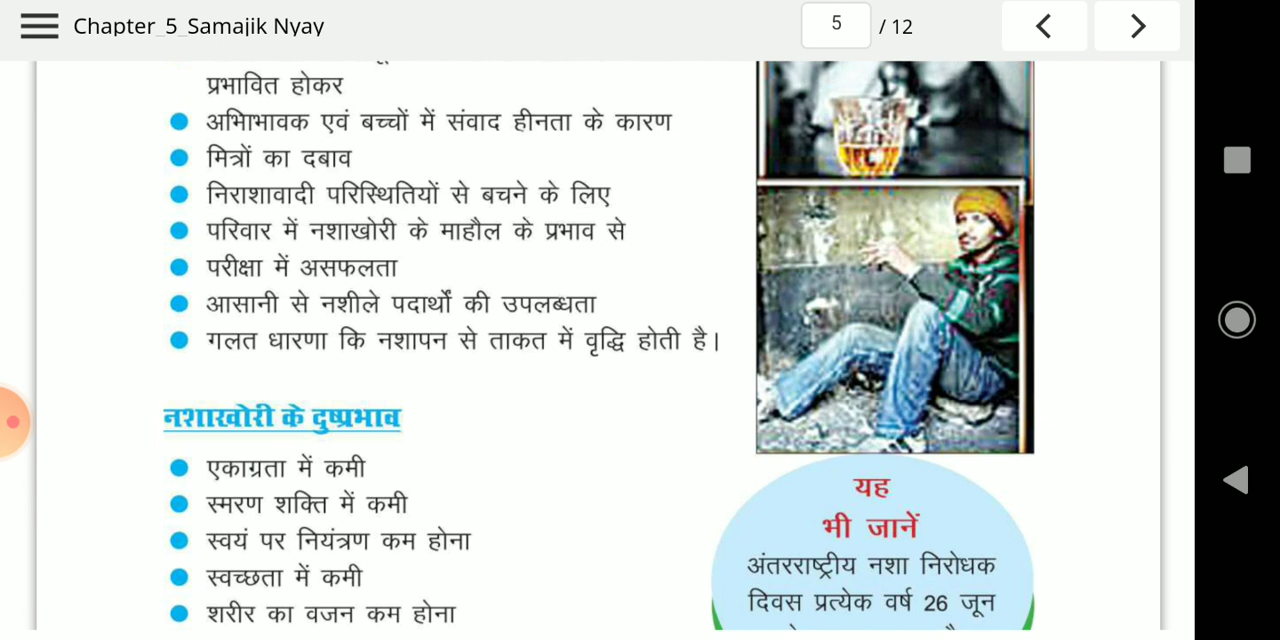 Chapter_5_Samajik Nyay
5 / 12
प्रभावित होकर
अभिाभावक एवं बच्चों में संवाद हीनता के कारण
मित्रों का दबाव
निराशावादी परिस्थितियों से बचने के लिए
परिवार में नशाखोरी के माहौल के प्रभाव से
परीक्षा में असफलता
आसानी से नशीले पदार्थों की उपलब्धता
गलत धारणा कि नशापन से ताकत में वृद्धि होती है।
नशाखोरी के दुष्प्रभाव
एकाग्रता में कमी
स्मरण शक्ति में कमी
स्वयं पर नियंत्रण कम होना
स्वच्छता में कमी
शरीर का वजन कम होना
यह
भी जानें
अंतरराष्ट्रीय नशा निरोधक
दिवस प्रत्येक वर्ष 26 जून